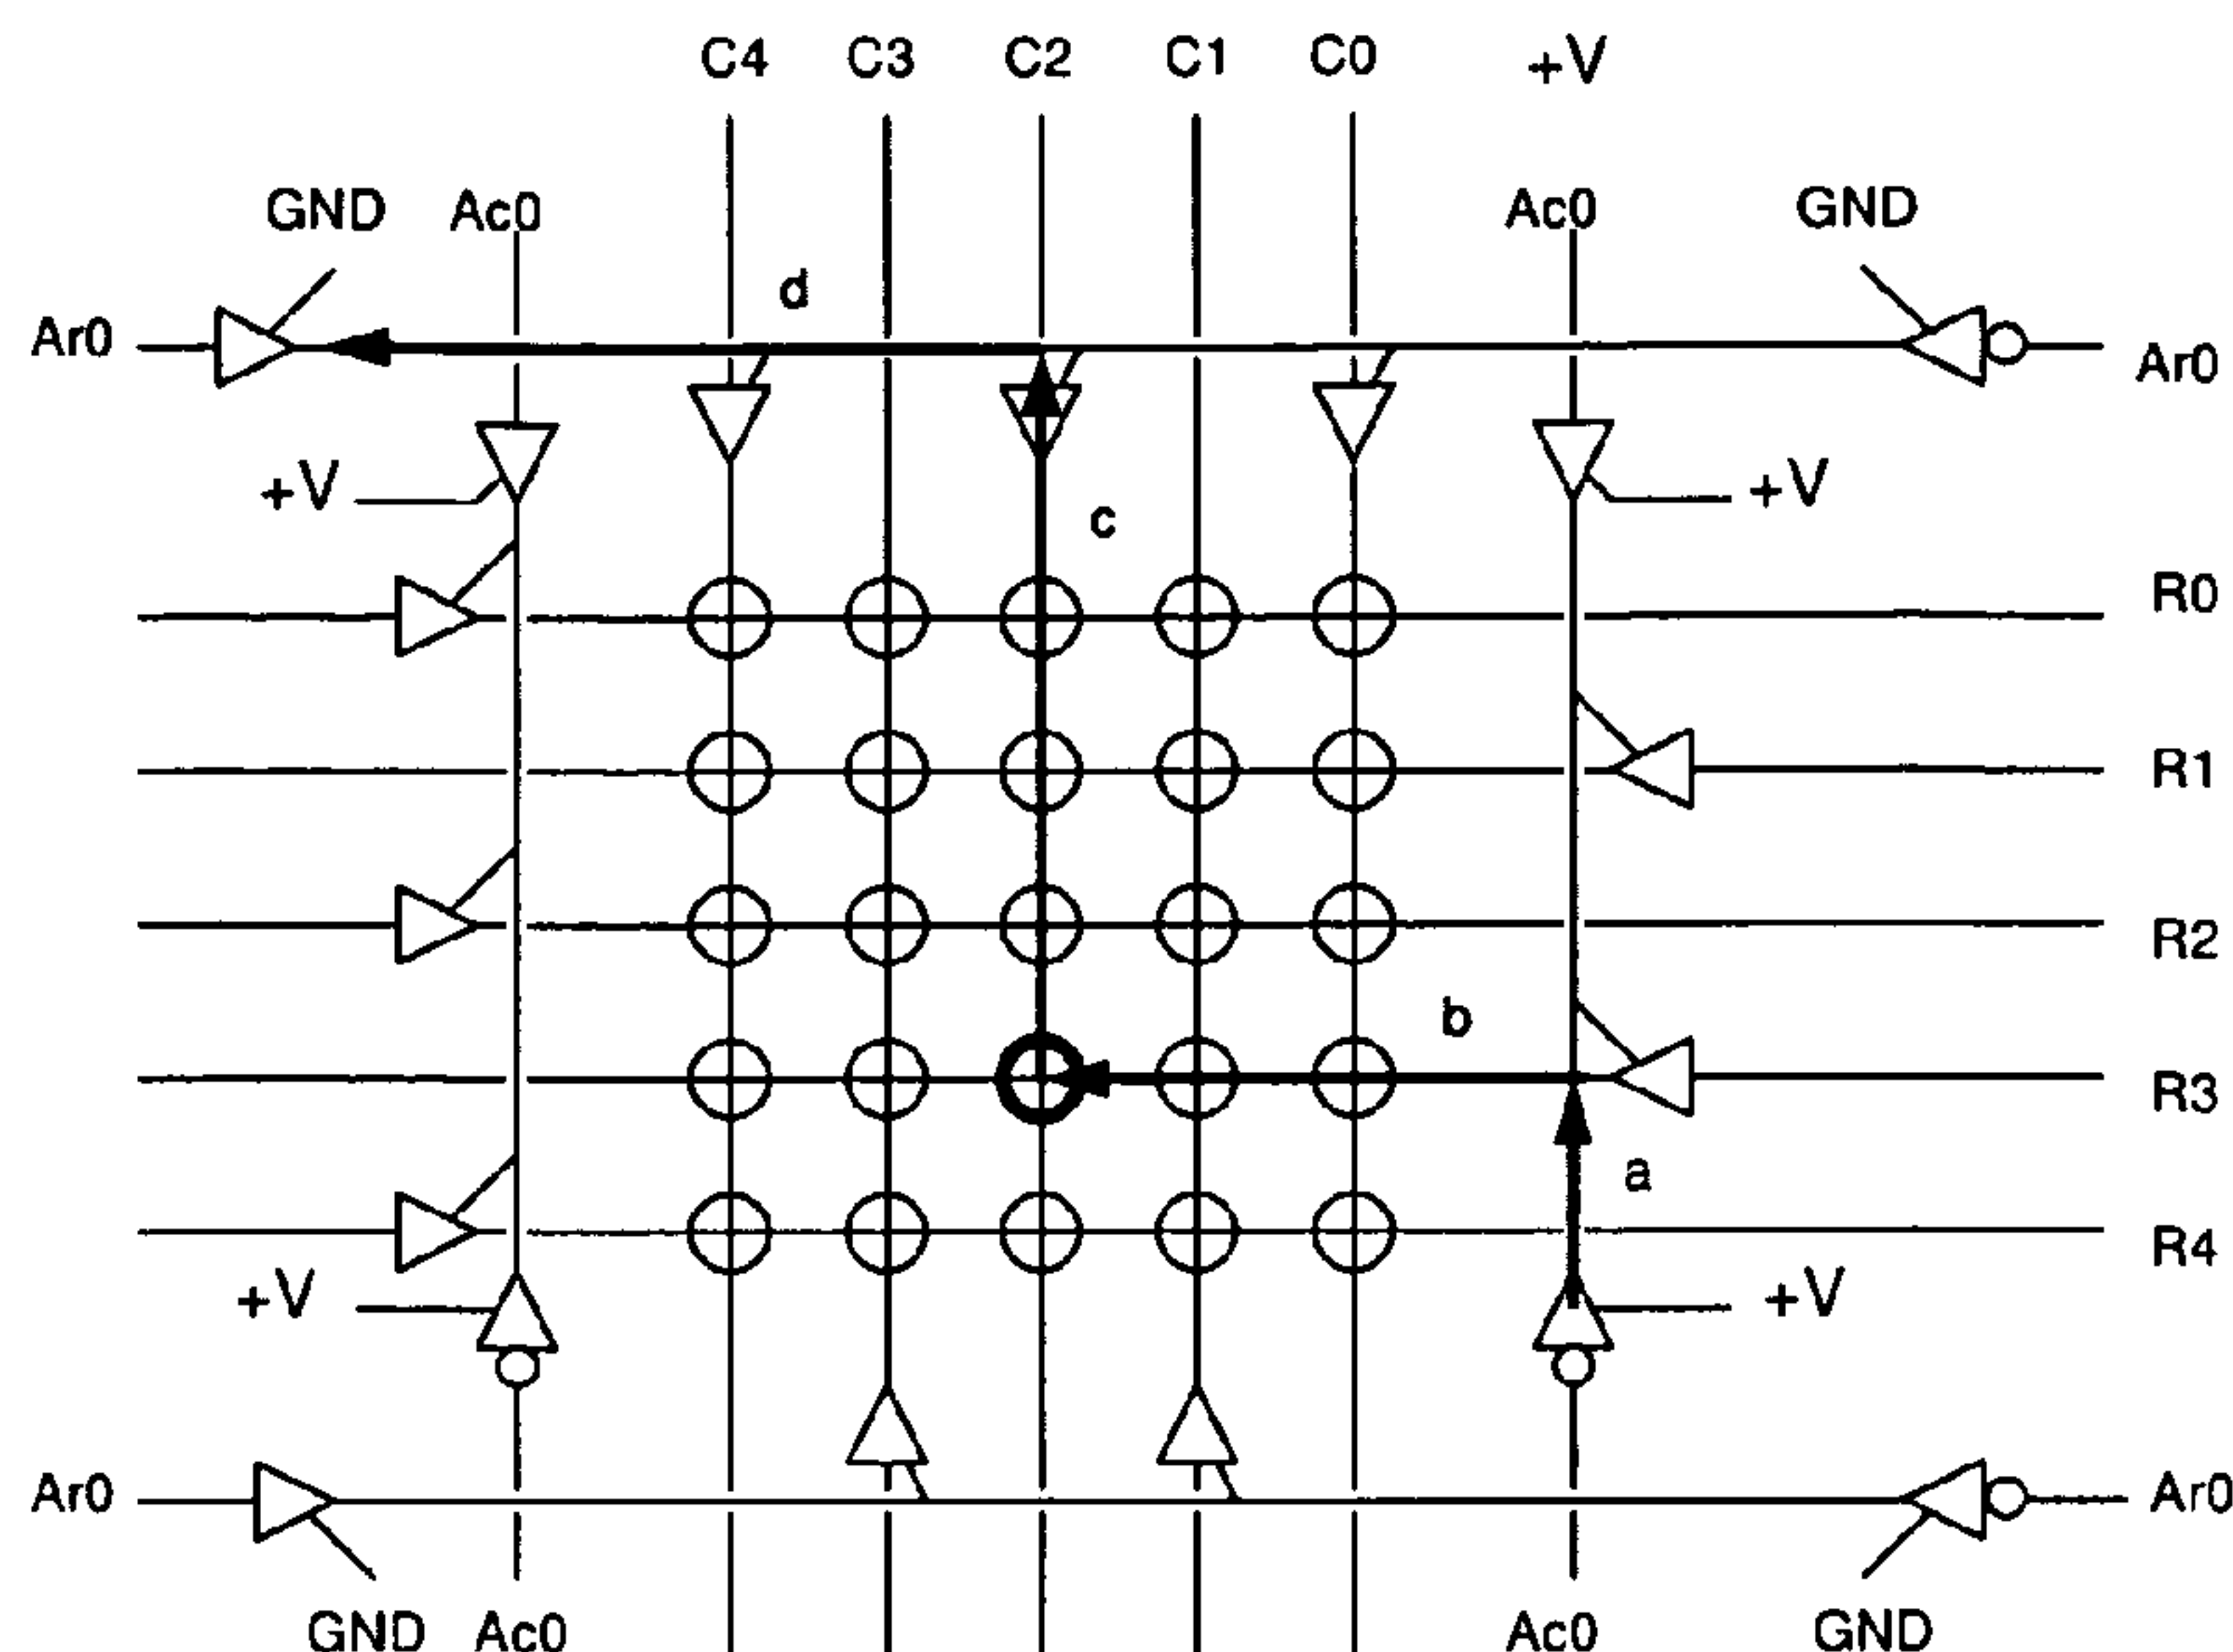 C4 C3 C2 C1 C0 +V
GND Ac0 Ac0 GND
d
Ar0 Ar0
+V +V
c
R0
R1
R2
b
R3
a
R4
+V +V
Ar0 Ar0
GND Ac0 Ac0 GND